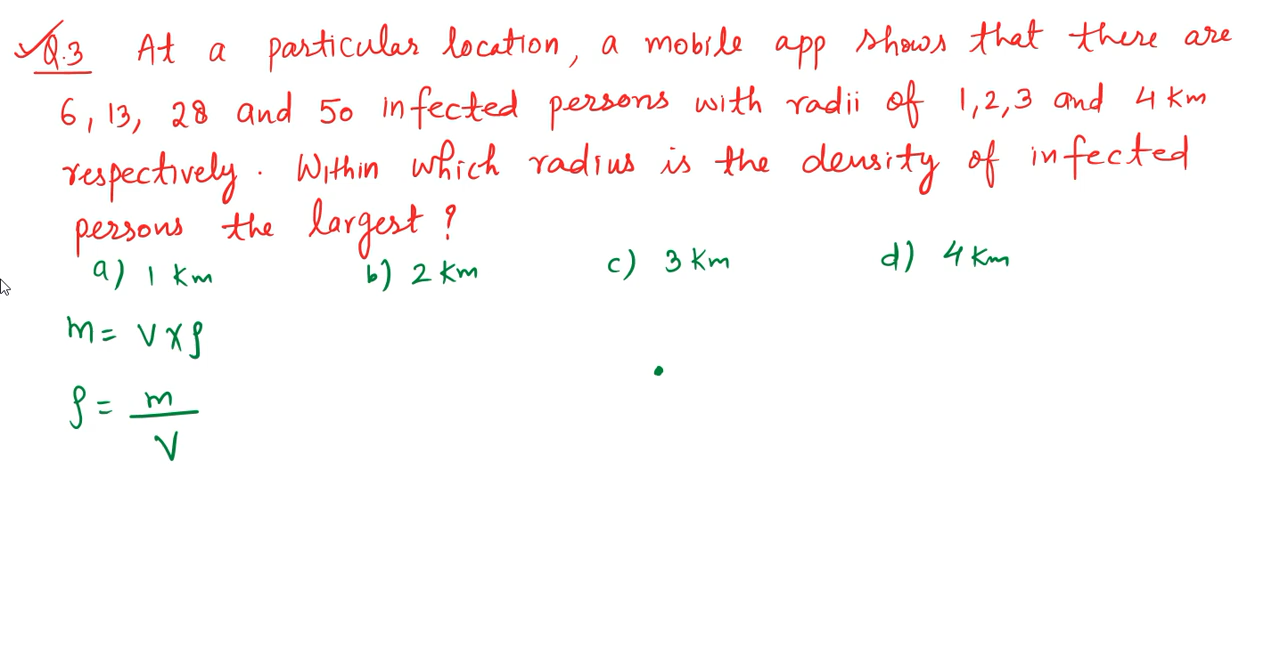 Q.3 At a particular location, a mobile app shows that there are
6, 13, 28 and 50 infected persons with radii of 1, 2, 3 and 4 Km
respectively. Within which radius is the density of infected
persons the largest ?
a) 1 Km b) 2 Km c) 3 Km d) 4 Km
m = V x ρ
ρ = m
V